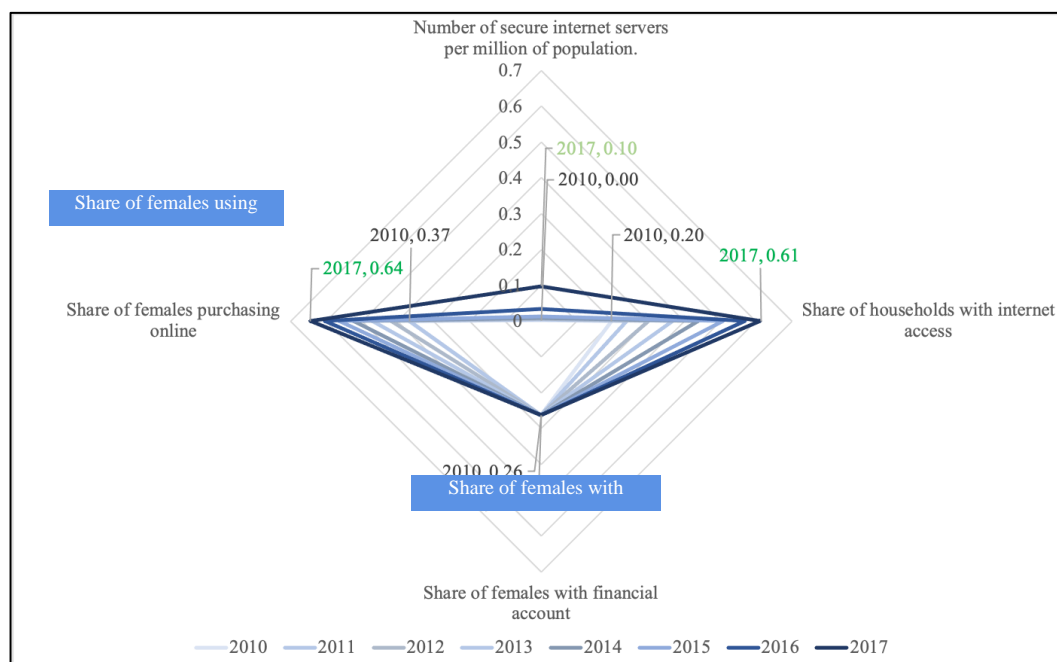 Number of secure internet servers
per million of population.
0.7
0.6
0.5
0.4
0.3
0.2
0.1
0
2017, 0.10
2010, 0.00
2010, 0.37
2010, 0.20
2017, 0.64
2017, 0.61
Share of females using
Share of females purchasing
online
Share of households with internet
access
2010, 0.26
Share of females with
Share of females with financial
account
2010 2011 2012 2013 2014 2015 2016 2017